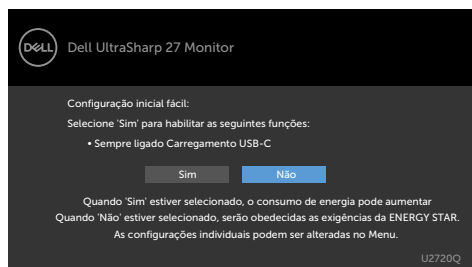 DELL Dell UltraSharp 27 Monitor
Configuração inicial fácil:
Selecione 'Sim' para habilitar as seguintes funções:
• Sempre ligado Carregamento USB-C
Sim Não
Quando 'Sim' estiver selecionado, o consumo de energia pode aumentar
Quando 'Não' estiver selecionado, serão obedecidas as exigências da ENERGY STAR.
As configurações individuais podem ser alteradas no Menu.
U2720Q